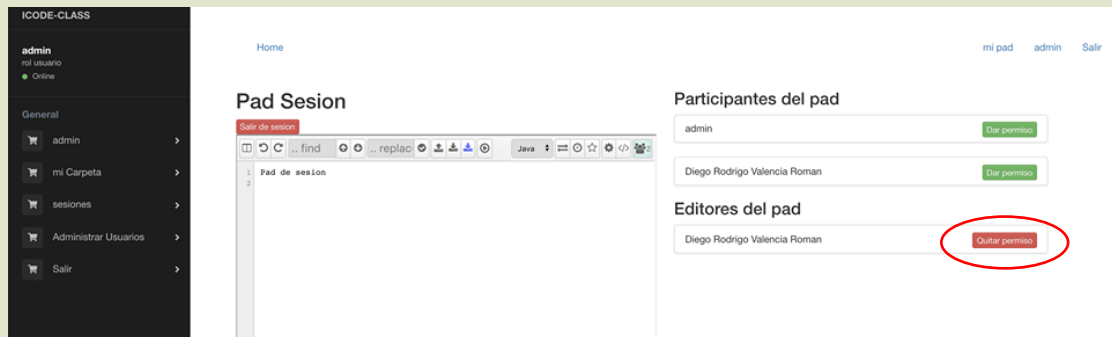 ICODE-CLASS
admin
rol usuario
Online
General
admin
mi Carpeta
sesiones
Administrar Usuarios
Salir
Home
mi pad admin Salir
Pad Sesion
Salir de sesion
.. find .. replac Java 2
1 Pad de sesion
2
Participantes del pad
admin Dar permiso
Diego Rodrigo Valencia Roman Dar permiso
Editores del pad
Diego Rodrigo Valencia Roman Quitar permiso